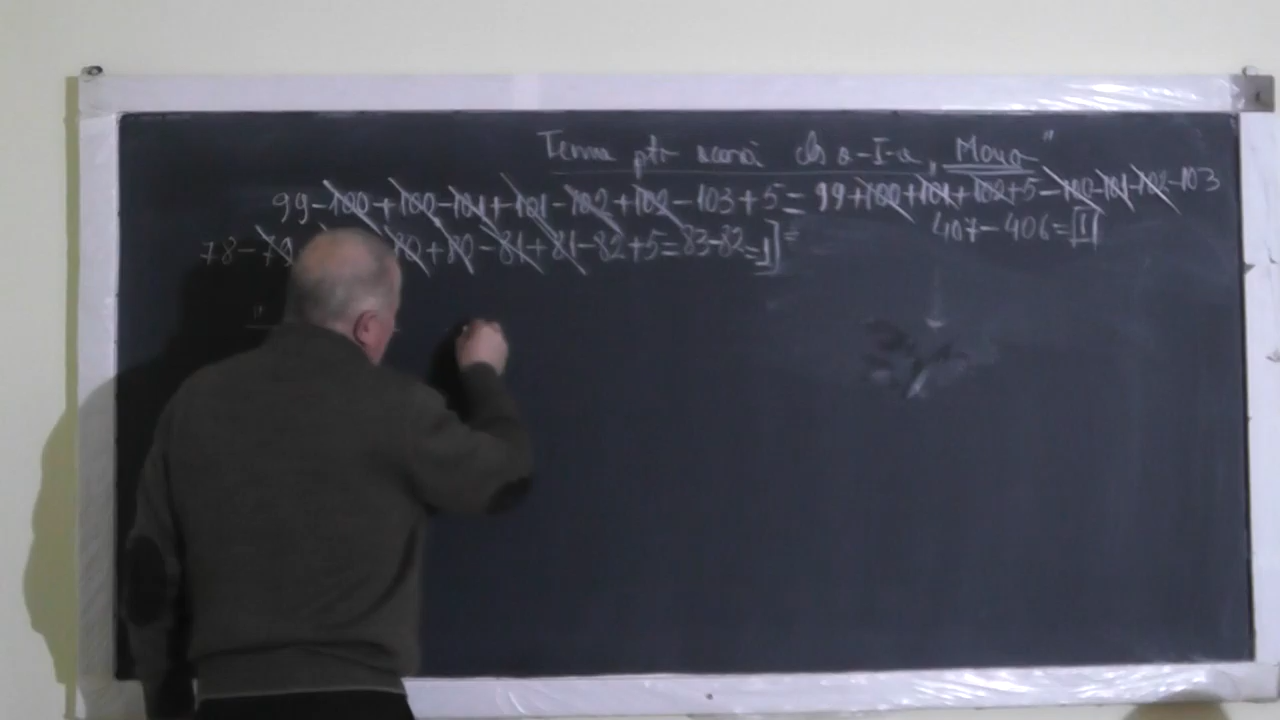 Tema ptr acasă cls a-I-a „Moya”
99-100+100-101+101-102+102-103+5=99+100+101+102+5-100-101-102-103
407-406=1
78-79 80+80-81+81-82+5=83-82=1]=
"